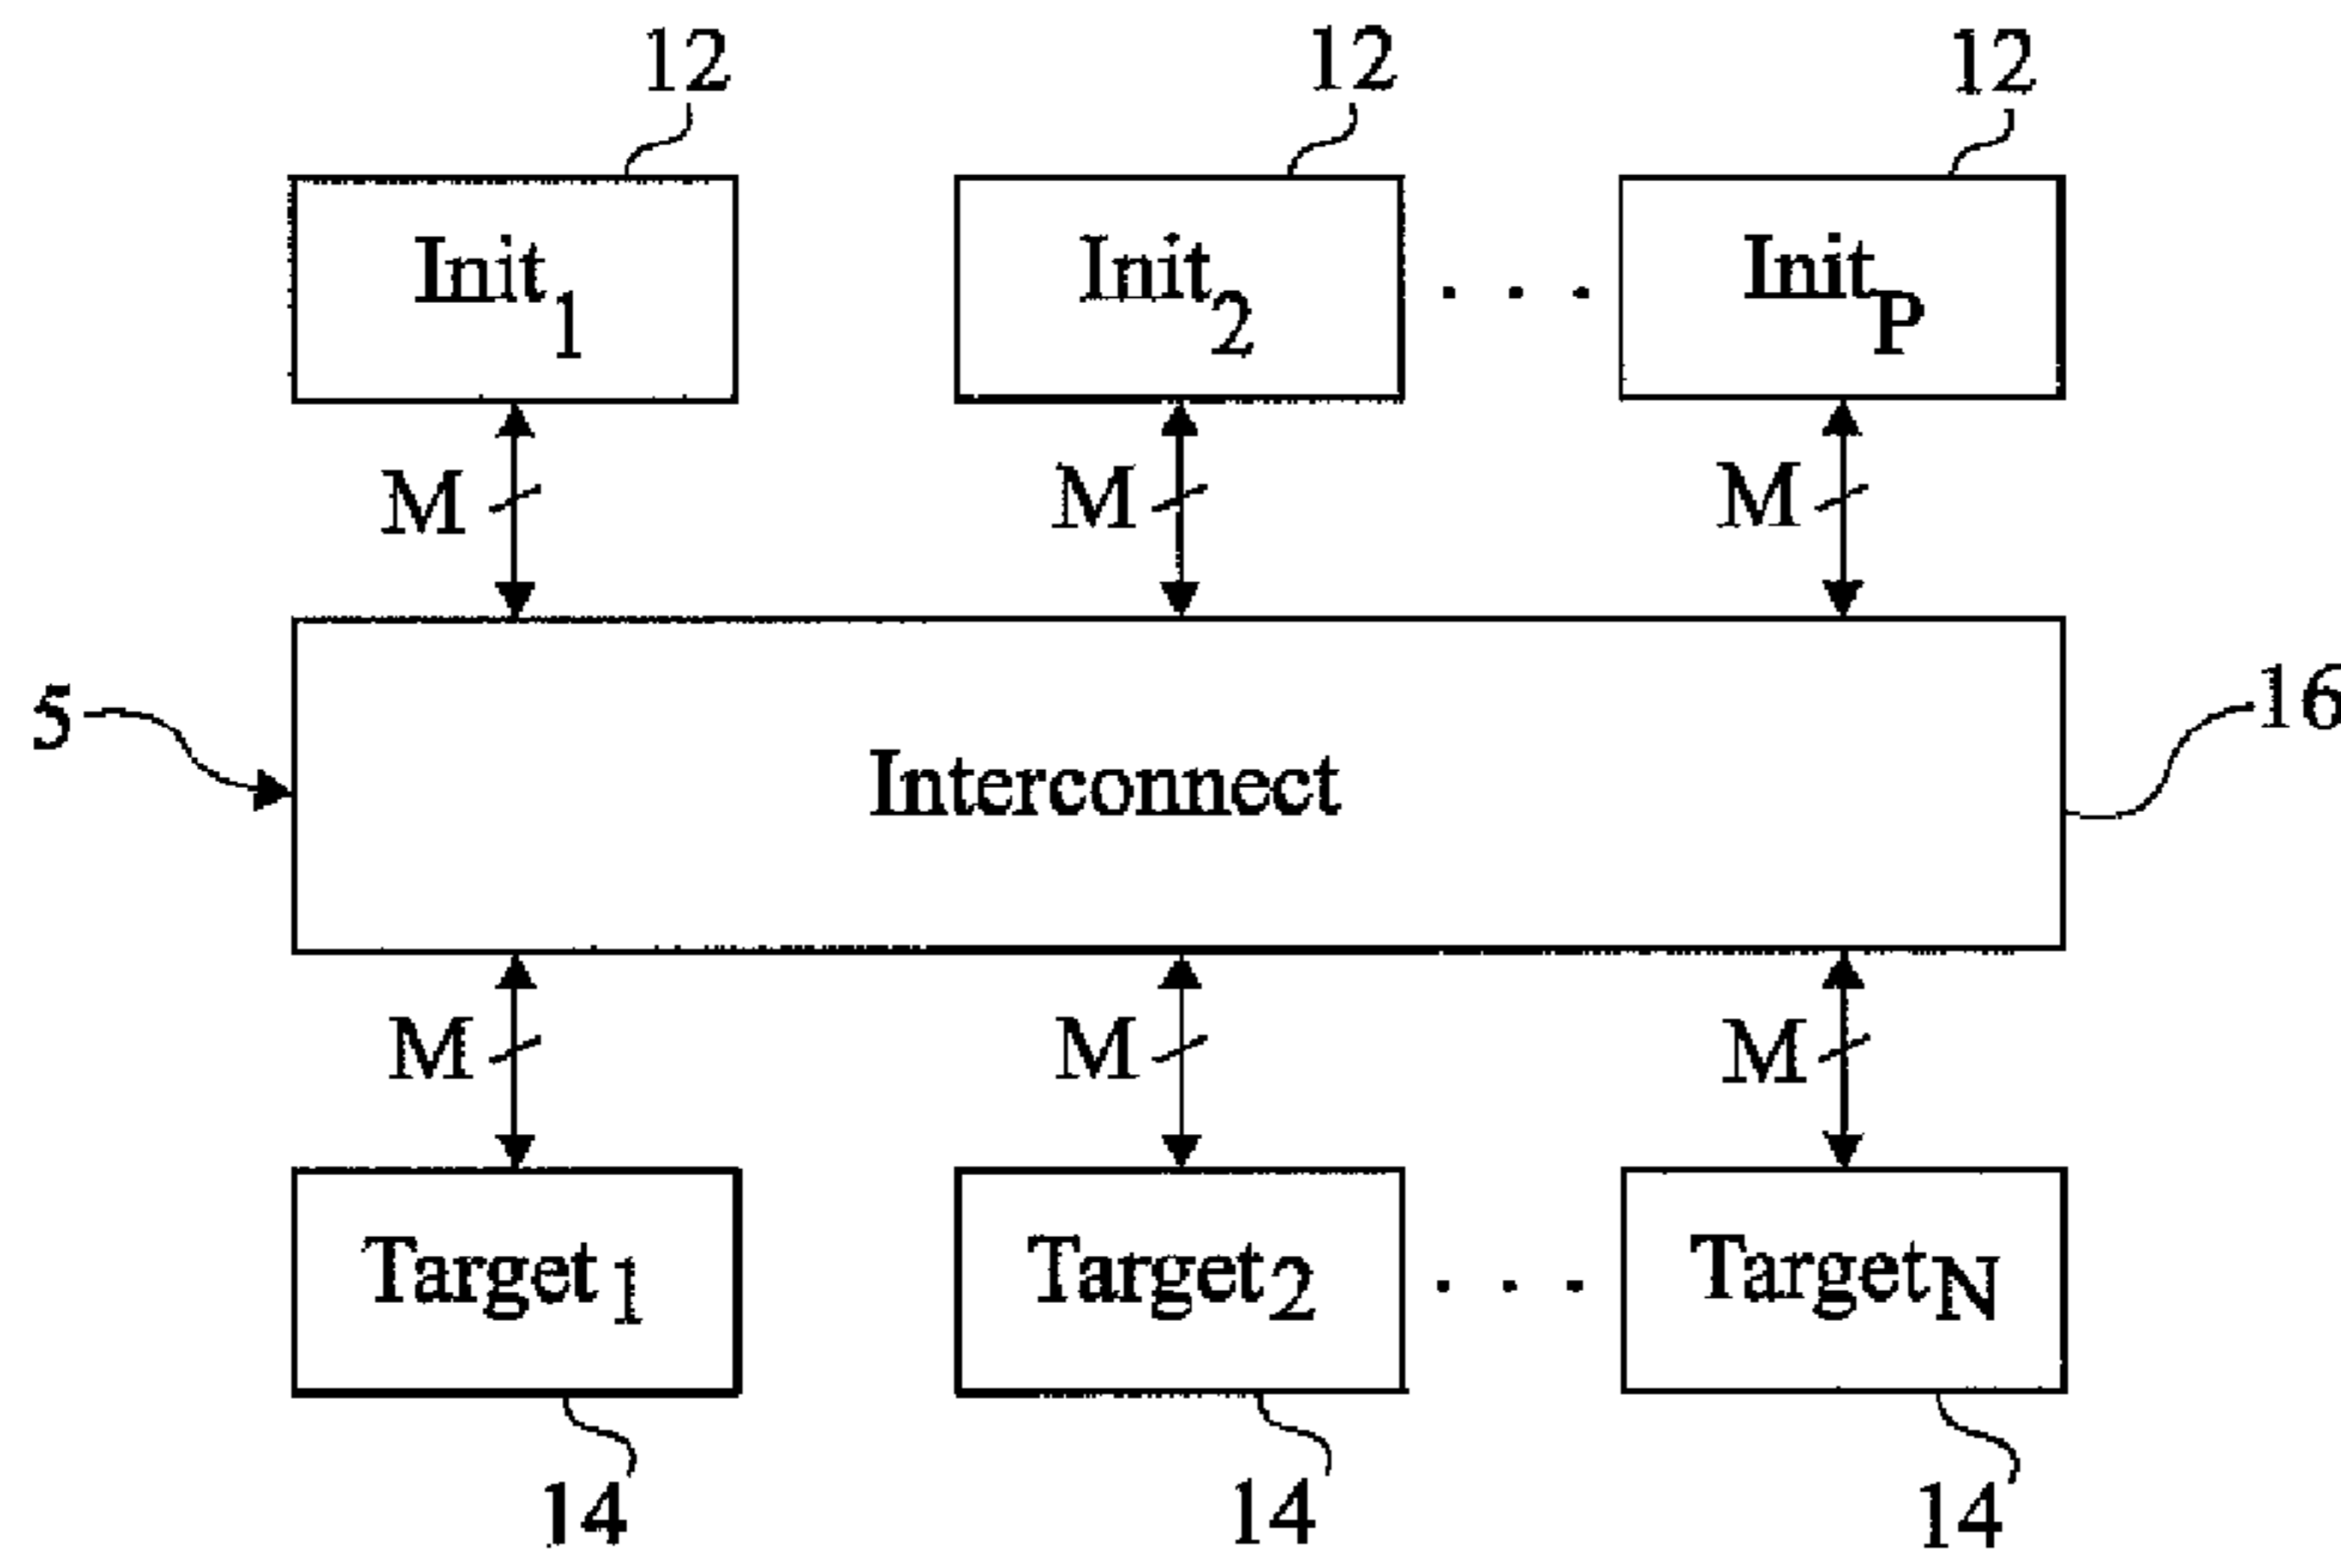 12 12 12
Init1 Init2 . . . InitP
M M M
5 Interconnect 16
M M M
Target1 Target2 . . . TargetN
14 14 14